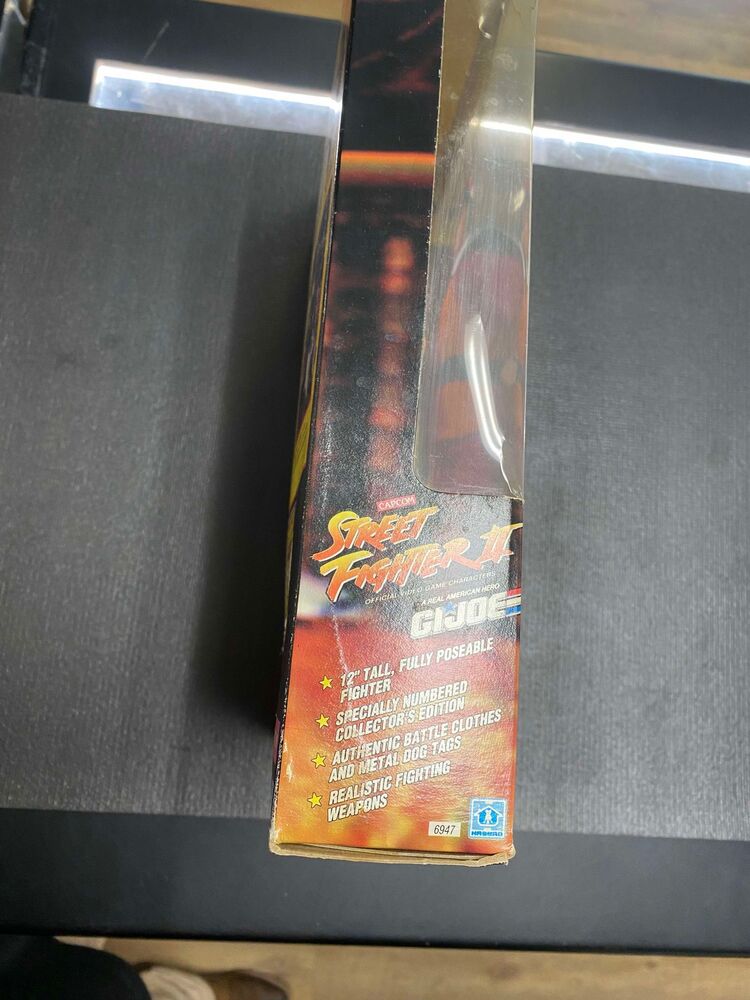 CAPCOM
STREET
FIGHTER II
OFFICIAL VIDEO GAME CHARACTERS
A REAL AMERICAN HERO
GI JOE
12" TALL, FULLY POSEABLE
FIGHTER
SPECIALLY NUMBERED
COLLECTOR'S EDITION
AUTHENTIC BATTLE CLOTHES
AND METAL DOG TAGS
REALISTIC FIGHTING
WEAPONS
6947
HASBRO